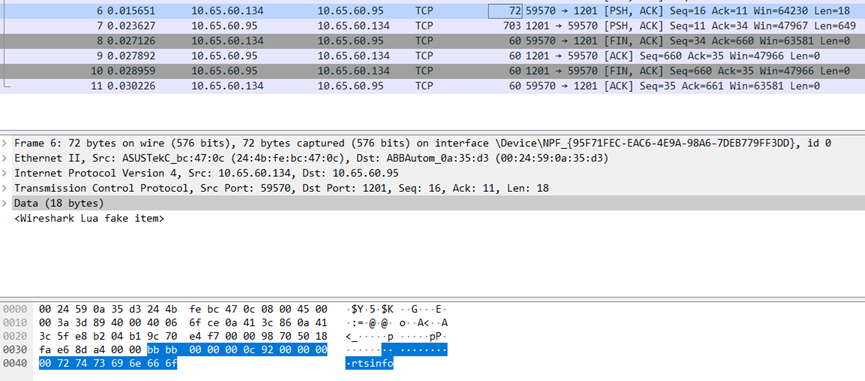 6 0.015651 10.65.60.134 10.65.60.95 TCP 72 59570 → 1201 [PSH, ACK] Seq=16 Ack=11 Win=64230 Len=18
7 0.023627 10.65.60.95 10.65.60.134 TCP 703 1201 → 59570 [PSH, ACK] Seq=11 Ack=34 Win=47967 Len=649
8 0.027126 10.65.60.134 10.65.60.95 TCP 60 59570 → 1201 [FIN, ACK] Seq=34 Ack=660 Win=63581 Len=0
9 0.027892 10.65.60.95 10.65.60.134 TCP 60 1201 → 59570 [ACK] Seq=660 Ack=35 Win=47966 Len=0
10 0.028959 10.65.60.95 10.65.60.134 TCP 60 1201 → 59570 [FIN, ACK] Seq=660 Ack=35 Win=47966 Len=0
11 0.030226 10.65.60.134 10.65.60.95 TCP 60 59570 → 1201 [ACK] Seq=35 Ack=661 Win=63581 Len=0
Frame 6: 72 bytes on wire (576 bits), 72 bytes captured (576 bits) on interface \Device\NPF_{95F71FEC-EAC6-4E9A-98A6-7DEB779FF3DD}, id 0
Ethernet II, Src: ASUSTekC_bc:47:0c (24:4b:fe:bc:47:0c), Dst: ABBAutom_0a:35:d3 (00:24:59:0a:35:d3)
Internet Protocol Version 4, Src: 10.65.60.134, Dst: 10.65.60.95
Transmission Control Protocol, Src Port: 59570, Dst Port: 1201, Seq: 16, Ack: 11, Len: 18
Data (18 bytes)
<Wireshark Lua fake item>
0000 00 24 59 0a 35 d3 24 4b fe bc 47 0c 08 00 45 00 ·$Y·5·$K ··G···E·
0010 00 3a 3d 89 40 00 40 06 6f ce 0a 41 3c 86 0a 41 ·:=·@·@· o··A<··A
0020 3c 5f e8 b2 04 b1 9c 70 e4 f7 00 00 98 70 50 18 <_·····p ·····pP·
0030 fa e6 8d a4 00 00 bb bb 00 00 00 0c 92 00 00 00 ········ ········
0040 00 72 74 73 69 6e 66 6f ·rtsinfo